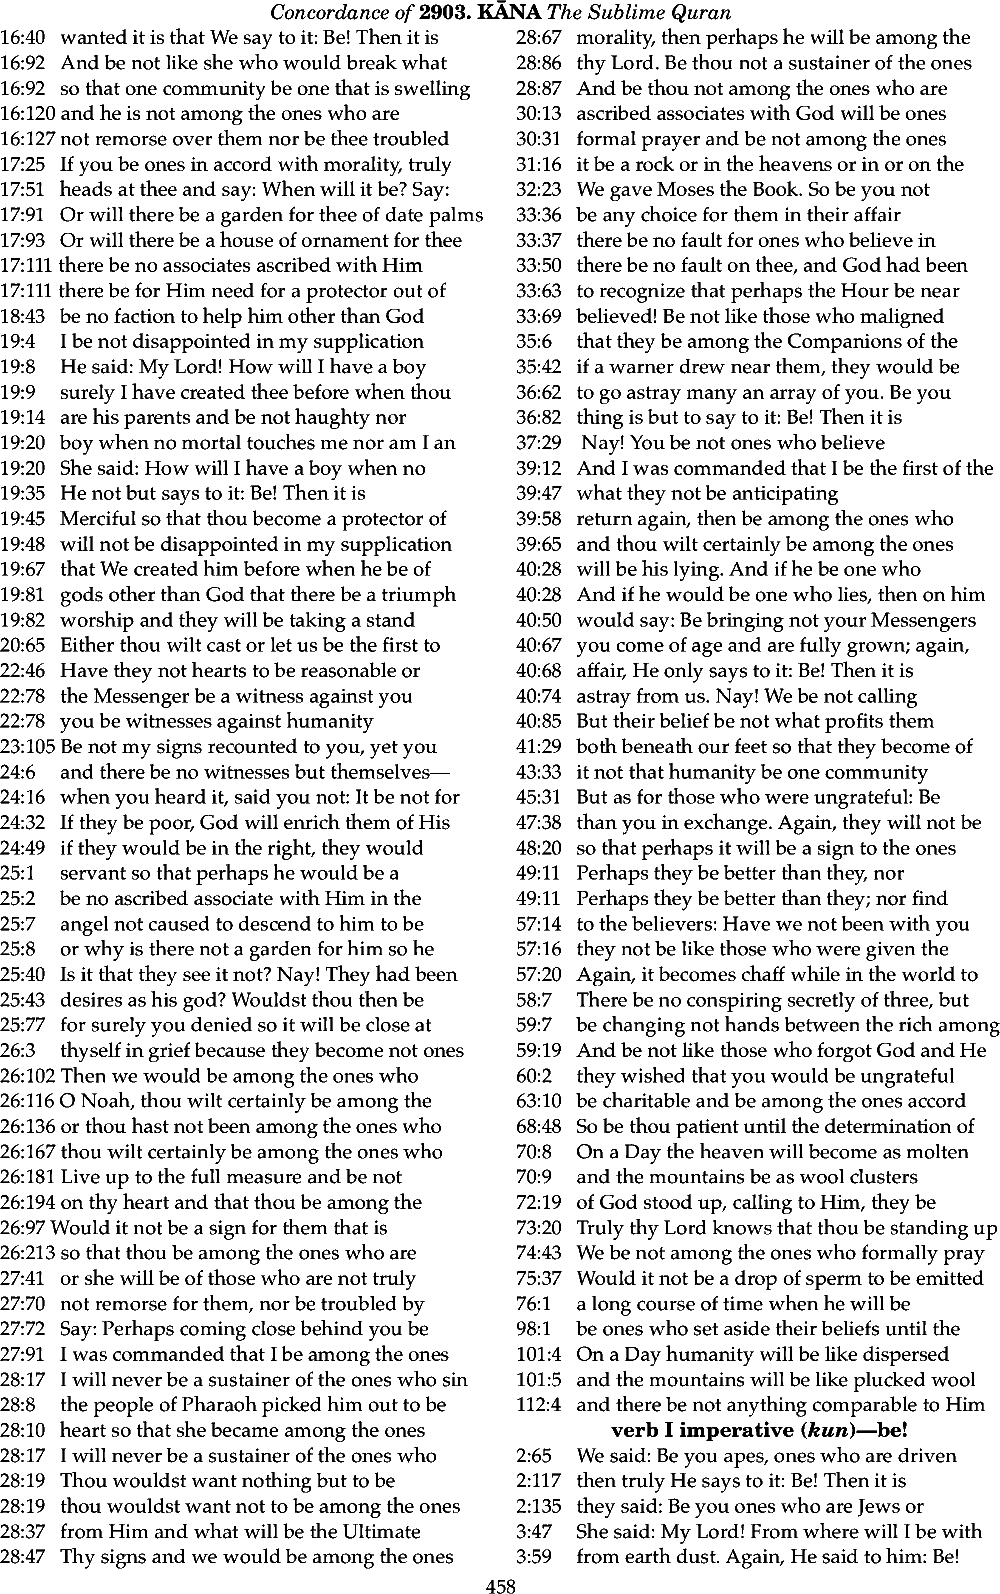 Concordance of 2903. KĀNA The Sublime Quran
16:40 wanted it is that We say to it: Be! Then it is
16:92 And be not like she who would break what
16:92 so that one community be one that is swelling
16:120 and he is not among the ones who are
16:127 not remorse over them nor be thee troubled
17:25 If you be ones in accord with morality, truly
17:51 heads at thee and say: When will it be? Say:
17:91 Or will there be a garden for thee of date palms
17:93 Or will there be a house of ornament for thee
17:111 there be no associates ascribed with Him
17:111 there be for Him need for a protector out of
18:43 be no faction to help him other than God
19:4 I be not disappointed in my supplication
19:8 He said: My Lord! How will I have a boy
19:9 surely I have created thee before when thou
19:14 are his parents and be not haughty nor
19:20 boy when no mortal touches me nor am I an
19:20 She said: How will I have a boy when no
19:35 He not but says to it: Be! Then it is
19:45 Merciful so that thou become a protector of
19:48 will not be disappointed in my supplication
19:67 that We created him before when he be of
19:81 gods other than God that there be a triumph
19:82 worship and they will be taking a stand
20:65 Either thou wilt cast or let us be the first to
22:46 Have they not hearts to be reasonable or
22:78 the Messenger be a witness against you
22:78 you be witnesses against humanity
23:105 Be not my signs recounted to you, yet you
24:6 and there be no witnesses but themselves—
24:16 when you heard it, said you not: It be not for
24:32 If they be poor, God will enrich them of His
24:49 if they would be in the right, they would
25:1 servant so that perhaps he would be a
25:2 be no ascribed associate with Him in the
25:7 angel not caused to descend to him to be
25:8 or why is there not a garden for him so he
25:40 Is it that they see it not? Nay! They had been
25:43 desires as his god? Wouldst thou then be
25:77 for surely you denied so it will be close at
26:3 thyself in grief because they become not ones
26:102 Then we would be among the ones who
26:116 O Noah, thou wilt certainly be among the
26:136 or thou hast not been among the ones who
26:167 thou wilt certainly be among the ones who
26:181 Live up to the full measure and be not
26:194 on thy heart and that thou be among the
26:97 Would it not be a sign for them that is
26:213 so that thou be among the ones who are
27:41 or she will be of those who are not truly
27:70 not remorse for them, nor be troubled by
27:72 Say: Perhaps coming close behind you be
27:91 I was commanded that I be among the ones
28:17 I will never be a sustainer of the ones who sin
28:8 the people of Pharaoh picked him out to be
28:10 heart so that she became among the ones
28:17 I will never be a sustainer of the ones who
28:19 Thou wouldst want nothing but to be
28:19 thou wouldst want not to be among the ones
28:37 from Him and what will be the Ultimate
28:47 Thy signs and we would be among the ones
28:67 morality, then perhaps he will be among the
28:86 thy Lord. Be thou not a sustainer of the ones
28:87 And be thou not among the ones who are
30:13 ascribed associates with God will be ones
30:31 formal prayer and be not among the ones
31:16 it be a rock or in the heavens or in or on the
32:23 We gave Moses the Book. So be you not
33:36 be any choice for them in their affair
33:37 there be no fault for ones who believe in
33:50 there be no fault on thee, and God had been
33:63 to recognize that perhaps the Hour be near
33:69 believed! Be not like those who maligned
35:6 that they be among the Companions of the
35:42 if a warner drew near them, they would be
36:62 to go astray many an array of you. Be you
36:82 thing is but to say to it: Be! Then it is
37:29 Nay! You be not ones who believe
39:12 And I was commanded that I be the first of the
39:47 what they not be anticipating
39:58 return again, then be among the ones who
39:65 and thou wilt certainly be among the ones
40:28 will be his lying. And if he be one who
40:28 And if he would be one who lies, then on him
40:50 would say: Be bringing not your Messengers
40:67 you come of age and are fully grown; again,
40:68 affair, He only says to it: Be! Then it is
40:74 astray from us. Nay! We be not calling
40:85 But their belief be not what profits them
41:29 both beneath our feet so that they become of
43:33 it not that humanity be one community
45:31 But as for those who were ungrateful: Be
47:38 than you in exchange. Again, they will not be
48:20 so that perhaps it will be a sign to the ones
49:11 Perhaps they be better than they, nor
49:11 Perhaps they be better than they; nor find
57:14 to the believers: Have we not been with you
57:16 they not be like those who were given the
57:20 Again, it becomes chaff while in the world to
58:7 There be no conspiring secretly of three, but
59:7 be changing not hands between the rich among
59:19 And be not like those who forgot God and He
60:2 they wished that you would be ungrateful
63:10 be charitable and be among the ones accord
68:48 So be thou patient until the determination of
70:8 On a Day the heaven will become as molten
70:9 and the mountains be as wool clusters
72:19 of God stood up, calling to Him, they be
73:20 Truly thy Lord knows that thou be standing up
74:43 We be not among the ones who formally pray
75:37 Would it not be a drop of sperm to be emitted
76:1 a long course of time when he will be
98:1 be ones who set aside their beliefs until the
101:4 On a Day humanity will be like dispersed
101:5 and the mountains will be like plucked wool
112:4 and there be not anything comparable to Him
verb I imperative (kun)—be!
2:65 We said: Be you apes, ones who are driven
2:117 then truly He says to it: Be! Then it is
2:135 they said: Be you ones who are Jews or
3:47 She said: My Lord! From where will I be with
3:59 from earth dust. Again, He said to him: Be!
458